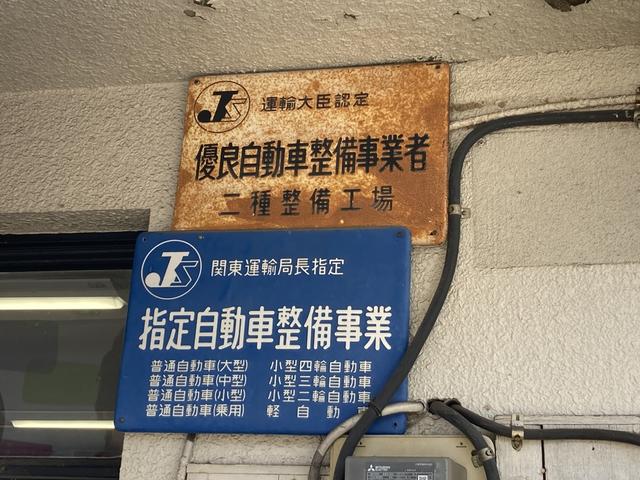 JS 運輸大臣認定
優良自動車整備事業者
二種整備工場
JS 関東運輸局長指定
指定自動車整備事業
普通自動車(大型) 小型四輪自動車
普通自動車(中型) 小型三輪自動車
普通自動車(小型) 小型二輪自動車
普通自動車(乗用) 軽自動
MITSUBISHI